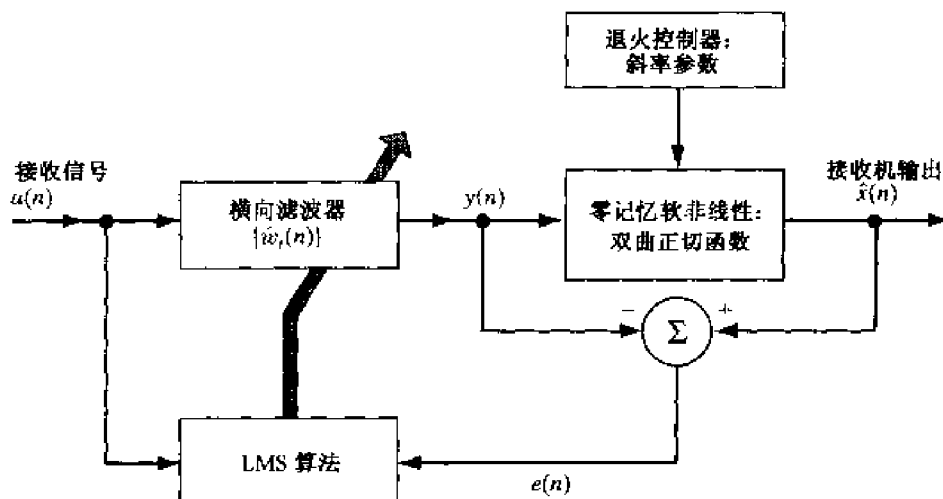 退火控制器：
斜率参数
接收信号
u(n)
横向滤波器
{ŵᵢ(n)}
y(n)
零记忆软非线性：
双曲正切函数
接收机输出
x̂(n)
−
+
Σ
LMS 算法
e(n)